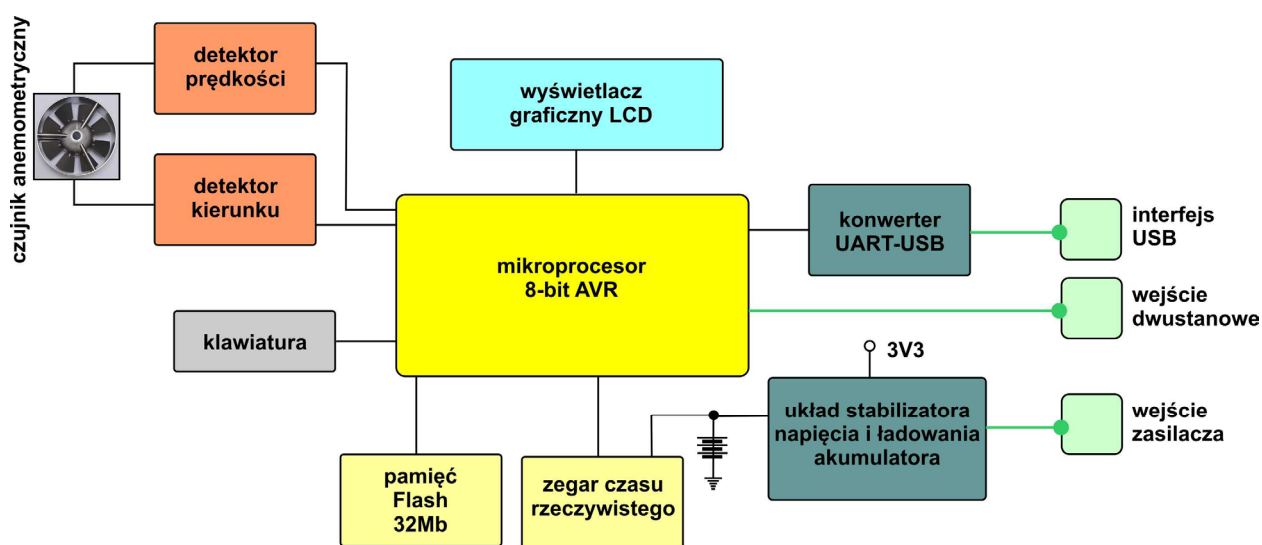 czujnik anemometryczny
detektor
prędkości
detektor
kierunku
wyświetlacz
graficzny LCD
mikroprocesor
8-bit AVR
klawiatura
konwerter
UART-USB
interfejs
USB
wejście
dwustanowe
3V3
układ stabilizatora
napięcia i ładowania
akumulatora
wejście
zasilacza
pamięć
Flash
32Mb
zegar czasu
rzeczywistego